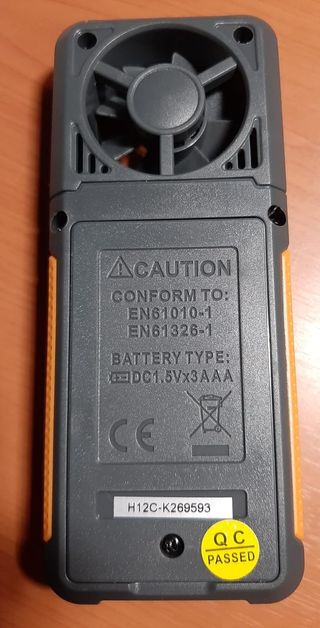 CAUTION
CONFORM TO:
EN61010-1
EN61326-1
BATTERY TYPE:
DC1.5Vx3AAA
CE
H12C-K269593
QC
PASSED